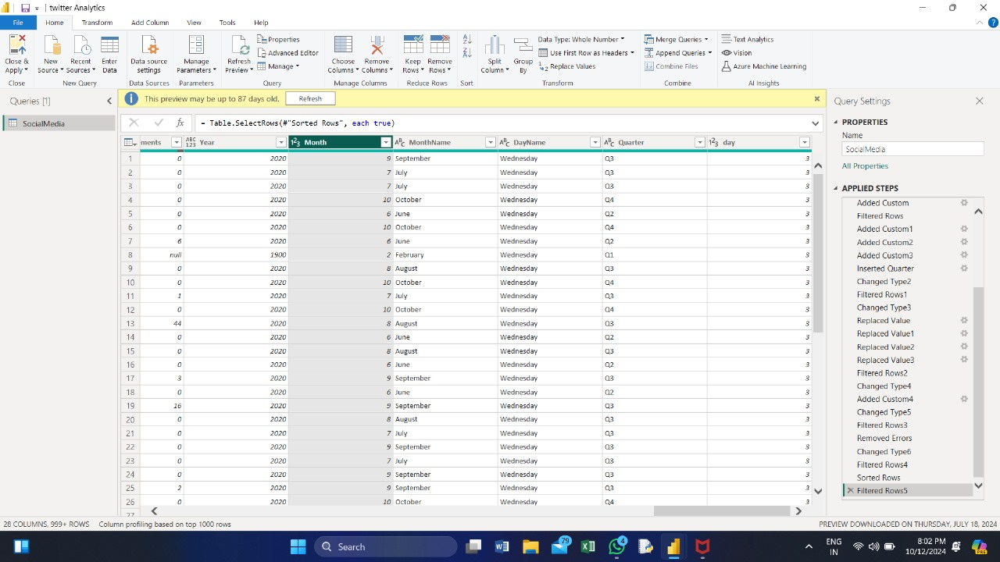 twitter Analytics
File Home Transform Add Column View Tools Help
Close & Apply New Source Recent Sources Enter Data Data source settings Manage Parameters Refresh Preview Properties Advanced Editor Manage Choose Columns Remove Columns Keep Rows Remove Rows Split Column Group By Data Type: Whole Number Use First Row as Headers Replace Values Merge Queries Append Queries Combine Files Text Analytics Vision Azure Machine Learning
Close New Query Data Sources Parameters Query Manage Columns Reduce Rows Sort Transform Combine AI Insights
Queries [1]
SocialMedia
This preview may be up to 87 days old. Refresh
= Table.SelectRows(#"Sorted Rows", each true)
ments Year Month MonthName DayName Quarter day
1 0 2020 9 September Wednesday Q3 3
2 0 2020 7 July Wednesday Q3 3
3 0 2020 7 July Wednesday Q3 3
4 0 2020 10 October Wednesday Q4 3
5 0 2020 6 June Wednesday Q2 3
6 0 2020 10 October Wednesday Q4 3
7 6 2020 6 June Wednesday Q2 3
8 null 1900 2 February Wednesday Q1 3
9 0 2020 8 August Wednesday Q3 3
10 0 2020 10 October Wednesday Q4 3
11 1 2020 7 July Wednesday Q3 3
12 0 2020 10 October Wednesday Q4 3
13 44 2020 8 August Wednesday Q3 3
14 0 2020 6 June Wednesday Q2 3
15 0 2020 8 August Wednesday Q3 3
16 0 2020 6 June Wednesday Q2 3
17 3 2020 9 September Wednesday Q3 3
18 0 2020 6 June Wednesday Q2 3
19 16 2020 9 September Wednesday Q3 3
20 0 2020 8 August Wednesday Q3 3
21 0 2020 7 July Wednesday Q3 3
22 0 2020 9 September Wednesday Q3 3
23 0 2020 7 July Wednesday Q3 3
24 0 2020 9 September Wednesday Q3 3
25 2 2020 9 September Wednesday Q3 3
26 0 2020 10 October Wednesday Q4 3
27
Query Settings
PROPERTIES
Name
SocialMedia
All Properties
APPLIED STEPS
Added Custom
Filtered Rows
Added Custom1
Added Custom2
Added Custom3
Inserted Quarter
Changed Type2
Filtered Rows1
Changed Type3
Replaced Value
Replaced Value1
Replaced Value2
Replaced Value3
Filtered Rows2
Changed Type4
Added Custom4
Changed Type5
Filtered Rows3
Removed Errors
Changed Type6
Filtered Rows4
Sorted Rows
Filtered Rows5
28 COLUMNS, 999+ ROWS Column profiling based on top 1000 rows PREVIEW DOWNLOADED ON THURSDAY, JULY 18, 2024
Search 79 4 ENG IN 8:02 PM 10/12/2024